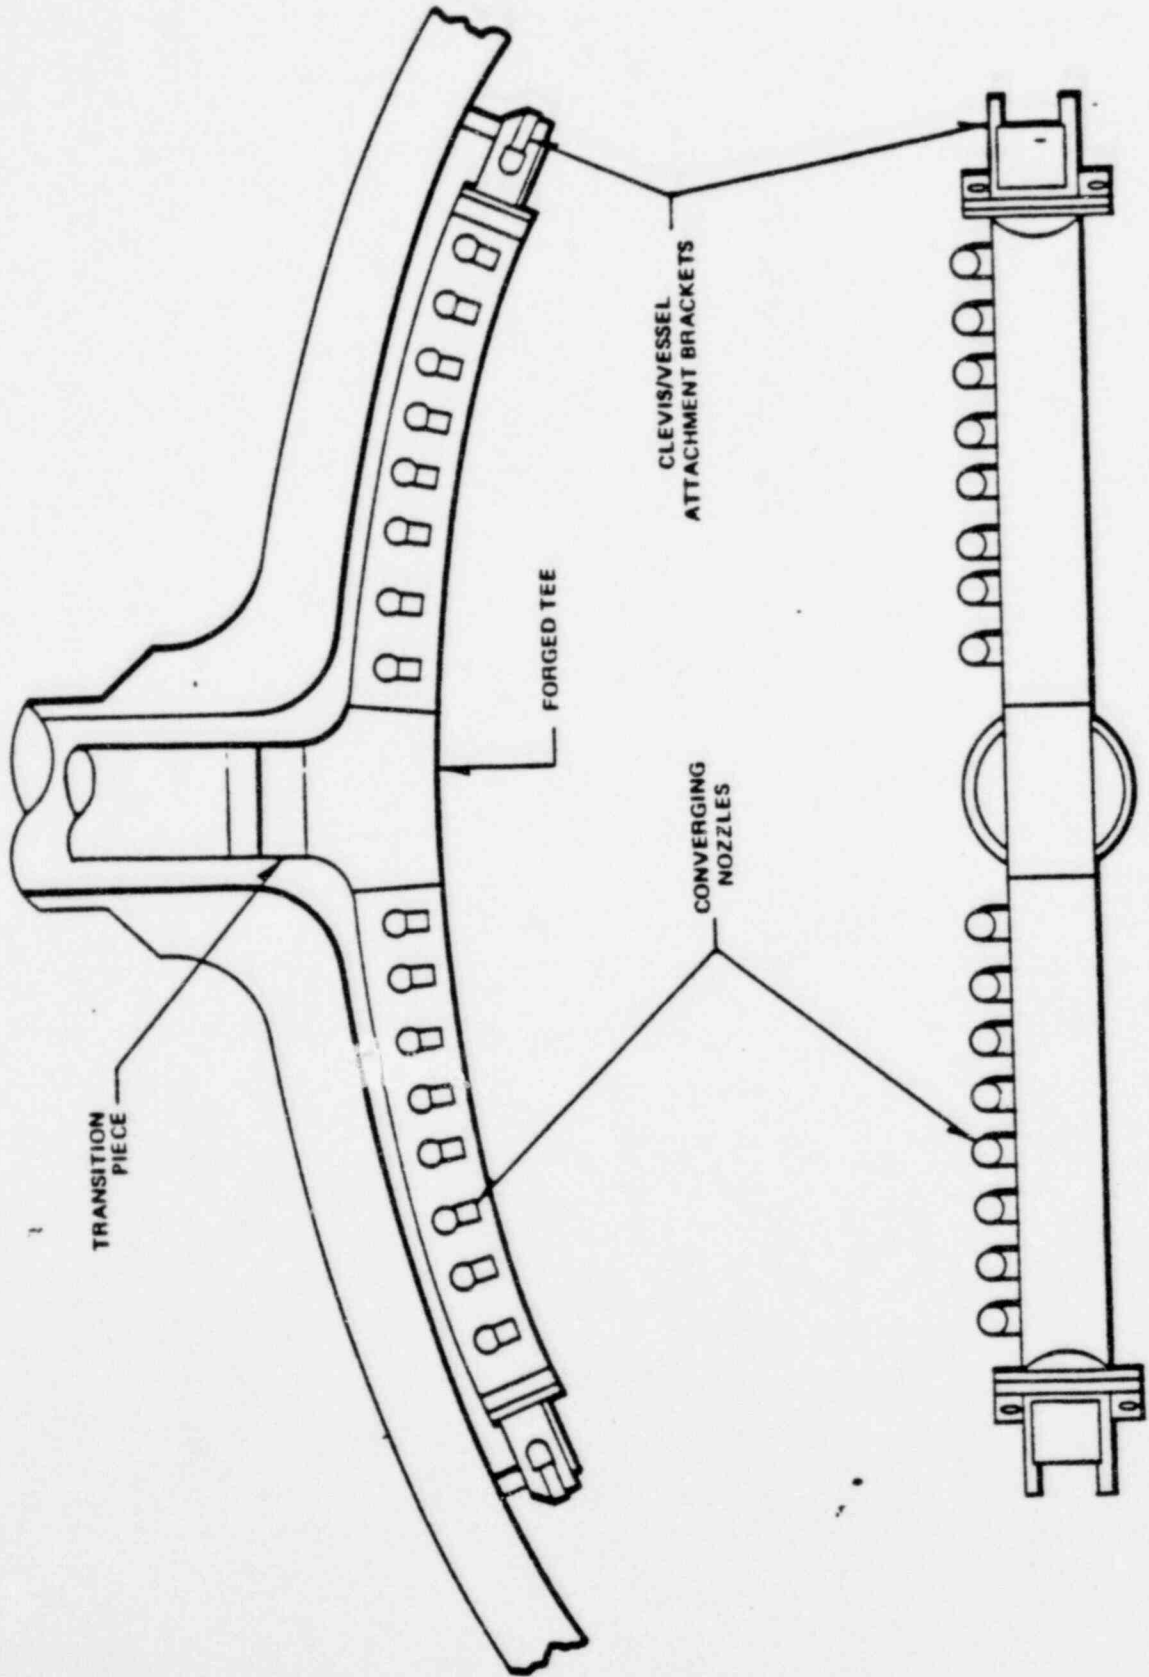 TRANSITION
PIECE
FORGED TEE
CONVERGING
NOZZLES
CLEVIS/VESSEL
ATTACHMENT BRACKETS